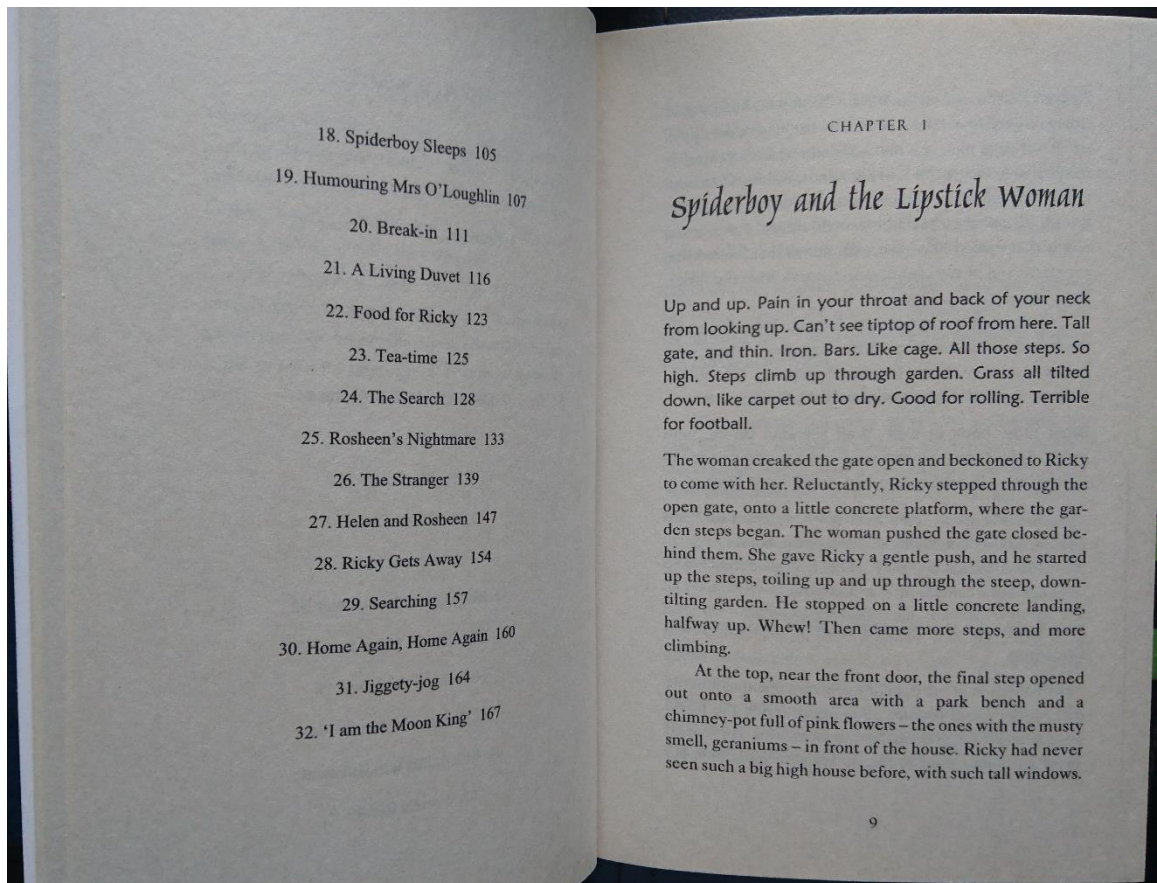 18. Spiderboy Sleeps 105
19. Humouring Mrs O'Loughlin 107
20. Break-in 111
21. A Living Duvet 116
22. Food for Ricky 123
23. Tea-time 125
24. The Search 128
25. Rosheen's Nightmare 133
26. The Stranger 139
27. Helen and Rosheen 147
28. Ricky Gets Away 154
29. Searching 157
30. Home Again, Home Again 160
31. Jiggety-jog 164
32. 'I am the Moon King' 167
CHAPTER 1
Spiderboy and the Lipstick Woman
Up and up. Pain in your throat and back of your neck
from looking up. Can't see tiptop of roof from here. Tall
gate, and thin. Iron. Bars. Like cage. All those steps. So
high. Steps climb up through garden. Grass all tilted
down, like carpet out to dry. Good for rolling. Terrible
for football.
The woman creaked the gate open and beckoned to Ricky
to come with her. Reluctantly, Ricky stepped through the
open gate, onto a little concrete platform, where the gar-
den steps began. The woman pushed the gate closed be-
hind them. She gave Ricky a gentle push, and he started
up the steps, toiling up and up through the steep, down-
tilting garden. He stopped on a little concrete landing,
halfway up. Whew! Then came more steps, and more
climbing.
At the top, near the front door, the final step opened
out onto a smooth area with a park bench and a
chimney-pot full of pink flowers – the ones with the musty
smell, geraniums – in front of the house. Ricky had never
seen such a big high house before, with such tall windows.
9